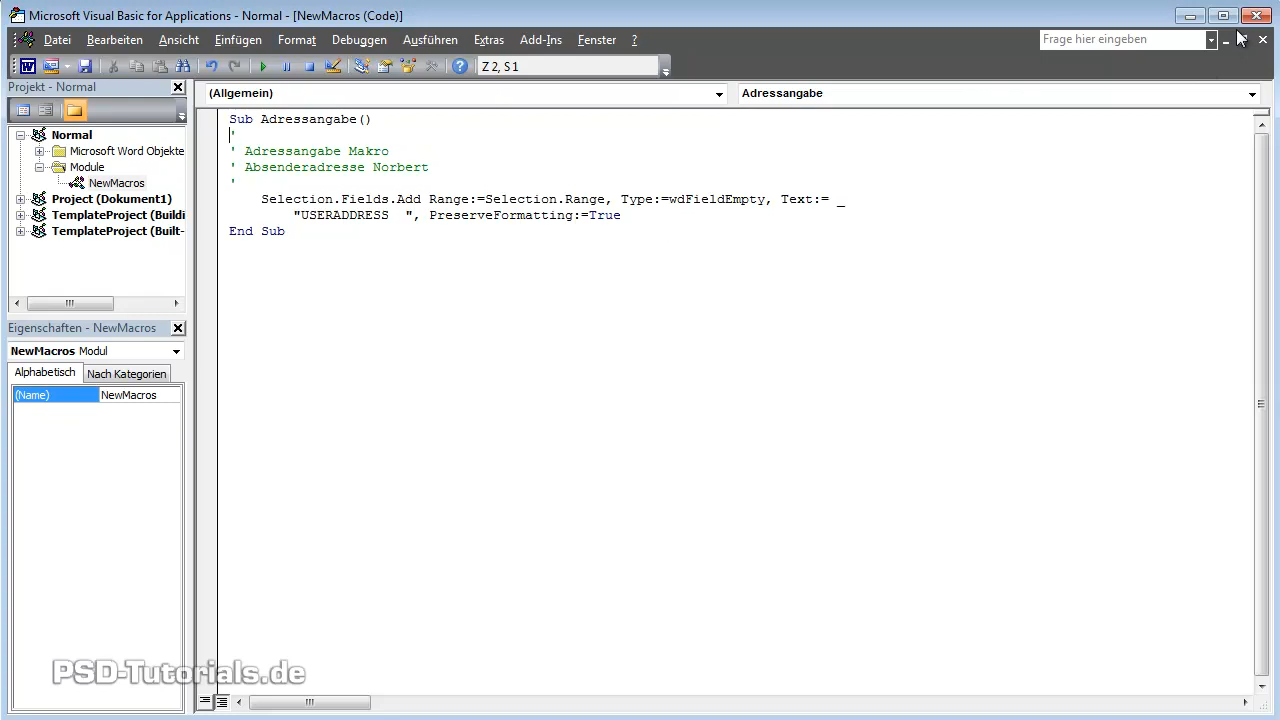 Microsoft Visual Basic for Applications - Normal - [NewMacros (Code)]
Datei Bearbeiten Ansicht Einfügen Format Debuggen Ausführen Extras Add-Ins Fenster ? Frage hier eingeben
Z 2, S 1
Projekt - Normal
(Allgemein) Adressangabe
Normal
Microsoft Word Objekte
Module
NewMacros
Project (Dokument1)
TemplateProject (Buildi
TemplateProject (Built-
Sub Adressangabe()
'
' Adressangabe Makro
' Absenderadresse Norbert
'
Selection.Fields.Add Range:=Selection.Range, Type:=wdFieldEmpty, Text:= _
"USERADDRESS  ", PreserveFormatting:=True
End Sub
Eigenschaften - NewMacros
NewMacros Modul
Alphabetisch Nach Kategorien
(Name) NewMacros
PSD-Tutorials.de